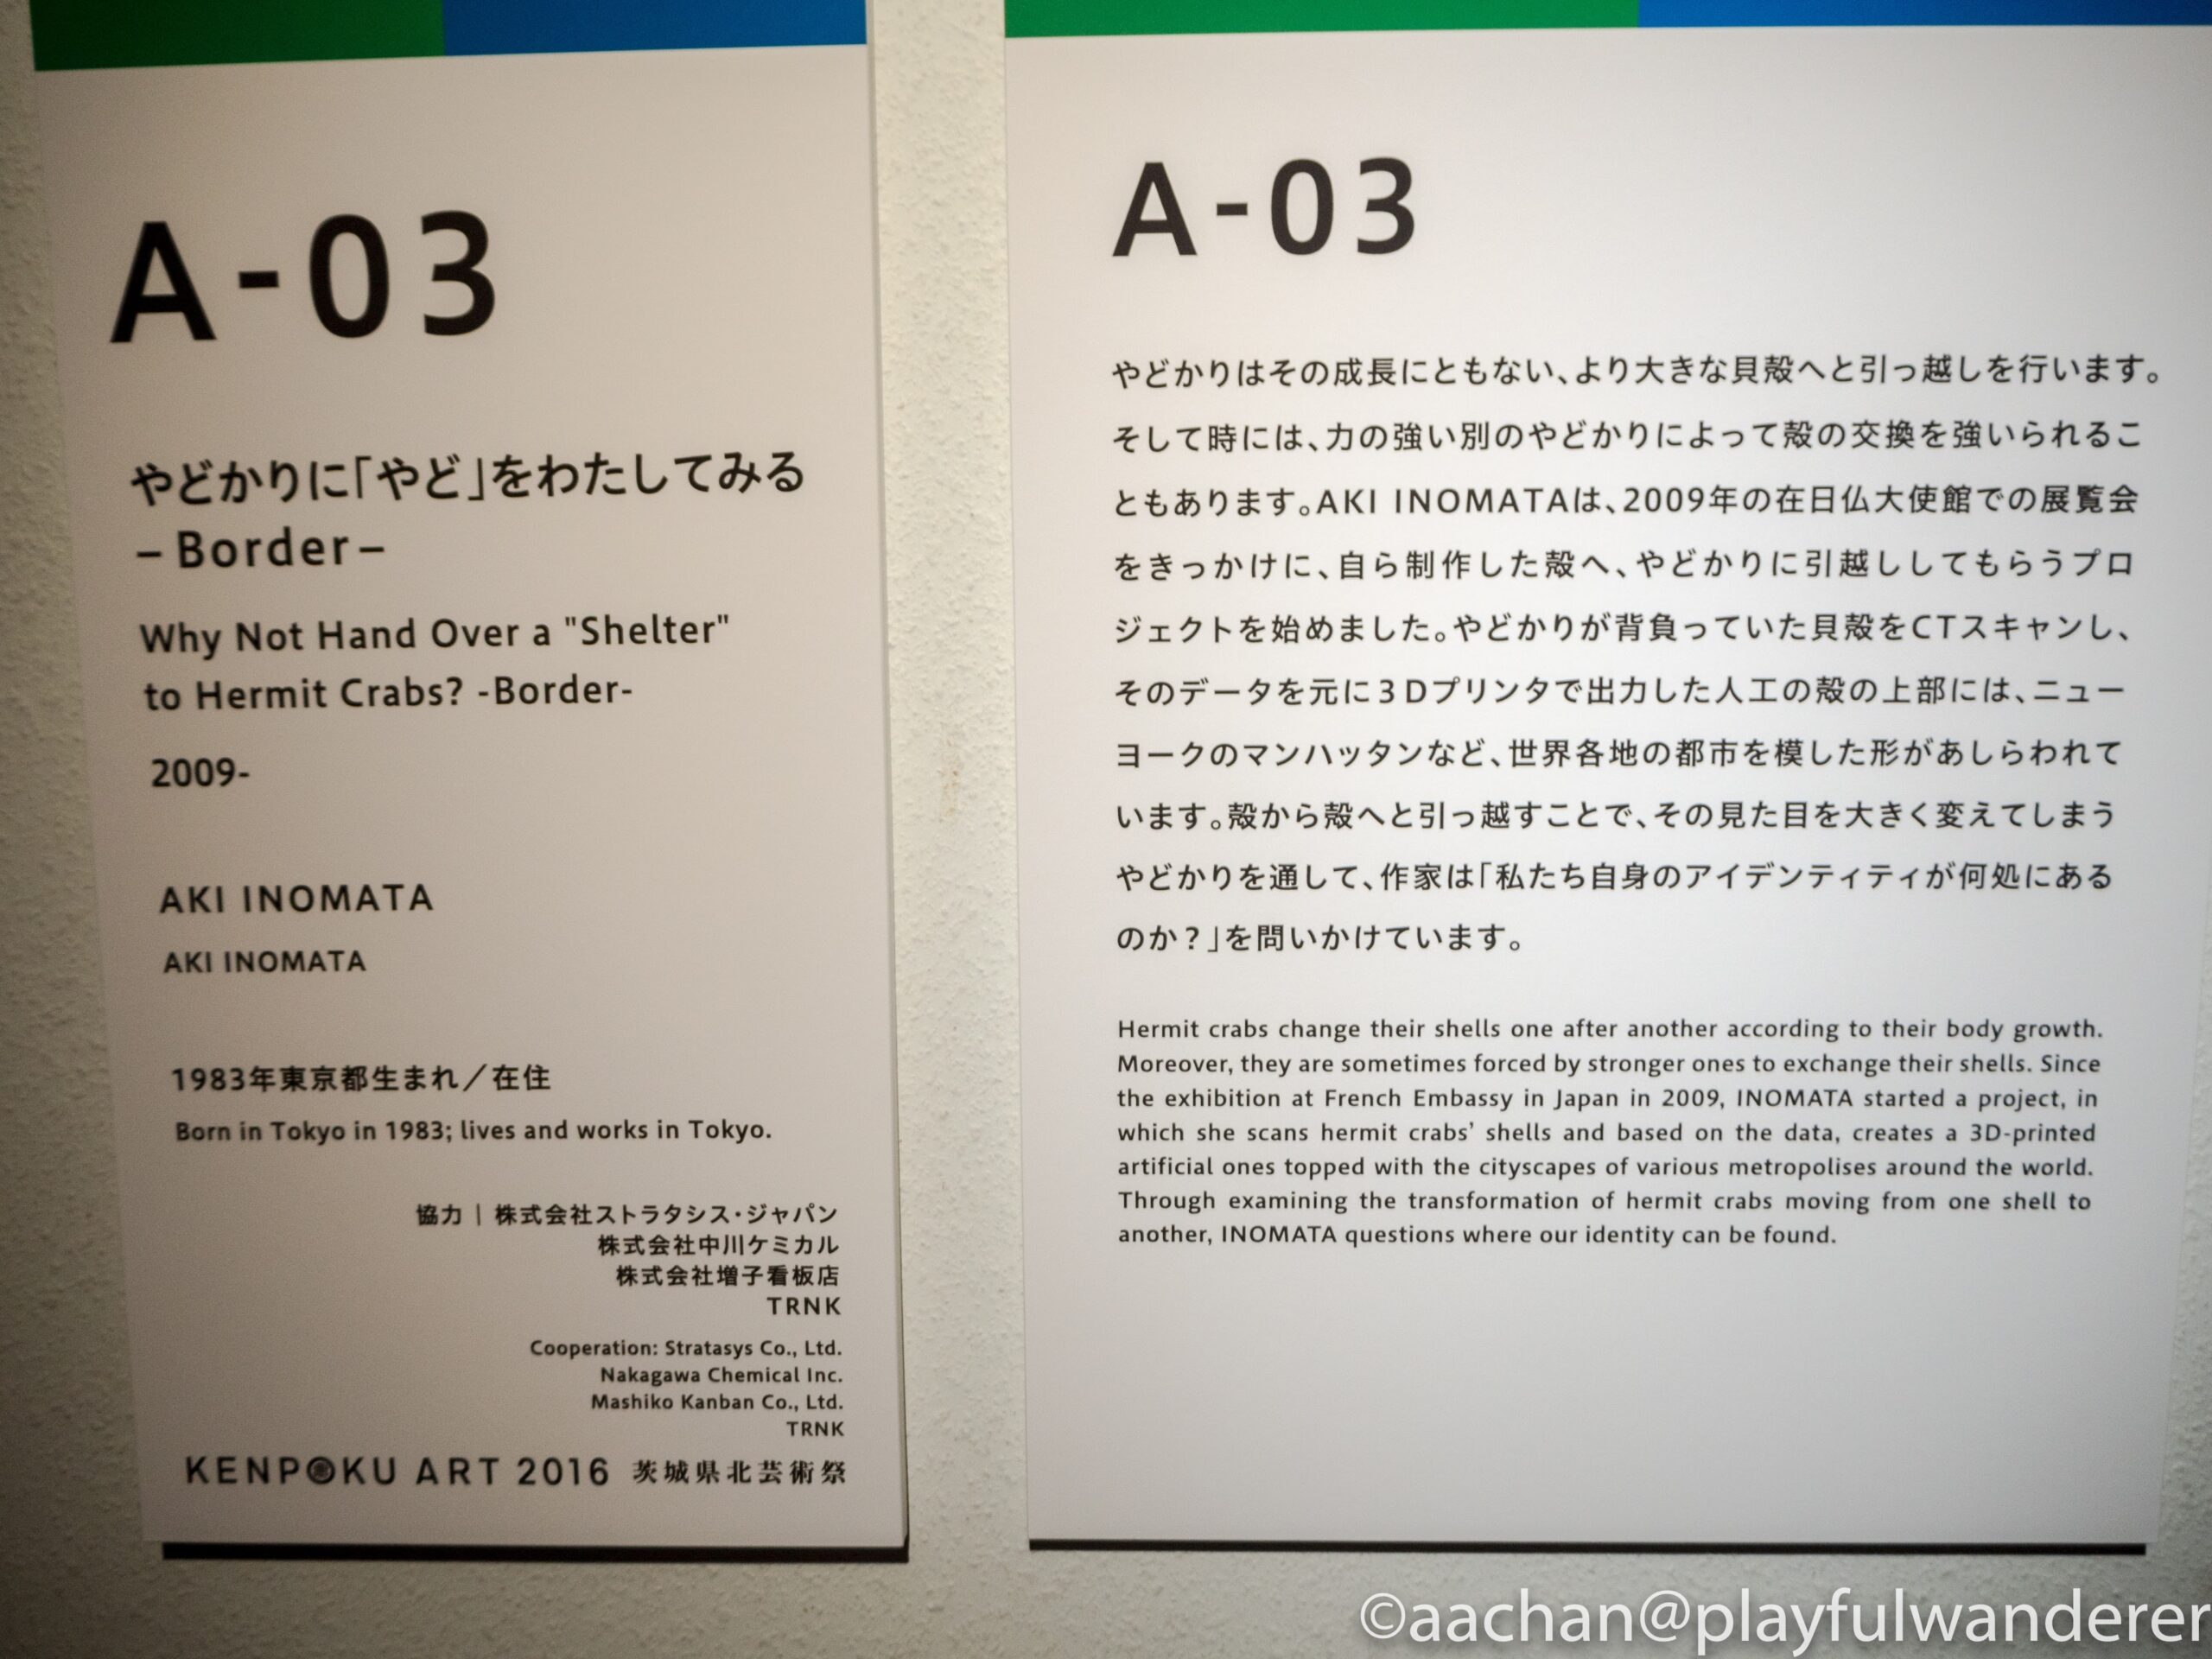 A-03
やどかりに「やど」をわたしてみる
– Border –
Why Not Hand Over a "Shelter"
to Hermit Crabs? -Border-
2009-
AKI INOMATA
AKI INOMATA
1983年東京都生まれ／在住
Born in Tokyo in 1983; lives and works in Tokyo.
協力｜株式会社ストラタシス・ジャパン
株式会社中川ケミカル
株式会社増子看板店
TRNK
Cooperation: Stratasys Co., Ltd.
Nakagawa Chemical Inc.
Mashiko Kanban Co., Ltd.
TRNK
KENPOKU ART 2016 茨城県北芸術祭
A-03
やどかりはその成長にともない、より大きな貝殻へと引っ越しを行います。
そして時には、力の強い別のやどかりによって殻の交換を強いられるこ
ともあります。AKI INOMATAは、2009年の在日仏大使館での展覧会
をきっかけに、自ら制作した殻へ、やどかりに引越ししてもらうプロ
ジェクトを始めました。やどかりが背負っていた貝殻をCTスキャンし、
そのデータを元に３Dプリンタで出力した人工の殻の上部には、ニュー
ヨークのマンハッタンなど、世界各地の都市を模した形があしらわれて
います。殻から殻へと引っ越すことで、その見た目を大きく変えてしまう
やどかりを通して、作家は「私たち自身のアイデンティティが何処にある
のか？」を問いかけています。
Hermit crabs change their shells one after another according to their body growth.
Moreover, they are sometimes forced by stronger ones to exchange their shells. Since
the exhibition at French Embassy in Japan in 2009, INOMATA started a project, in
which she scans hermit crabs’ shells and based on the data, creates a 3D-printed
artificial ones topped with the cityscapes of various metropolises around the world.
Through examining the transformation of hermit crabs moving from one shell to
another, INOMATA questions where our identity can be found.
©aachan@playfulwanderer